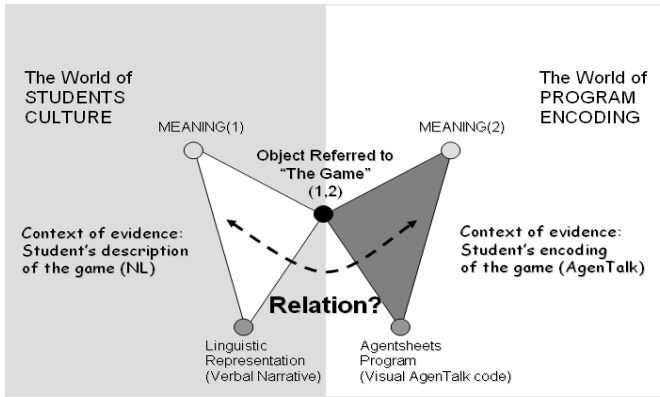 The World of
STUDENTS
CULTURE
The World of
PROGRAM
ENCODING
MEANING(1)
MEANING(2)
Object Referred to
“The Game”
(1,2)
Context of evidence:
Student’s description
of the game (NL)
Context of evidence:
Student’s encoding
of the game (AgenTalk)
Relation?
Linguistic
Representation
(Verbal Narrative)
Agentsheets
Program
(Visual AgenTalk code)